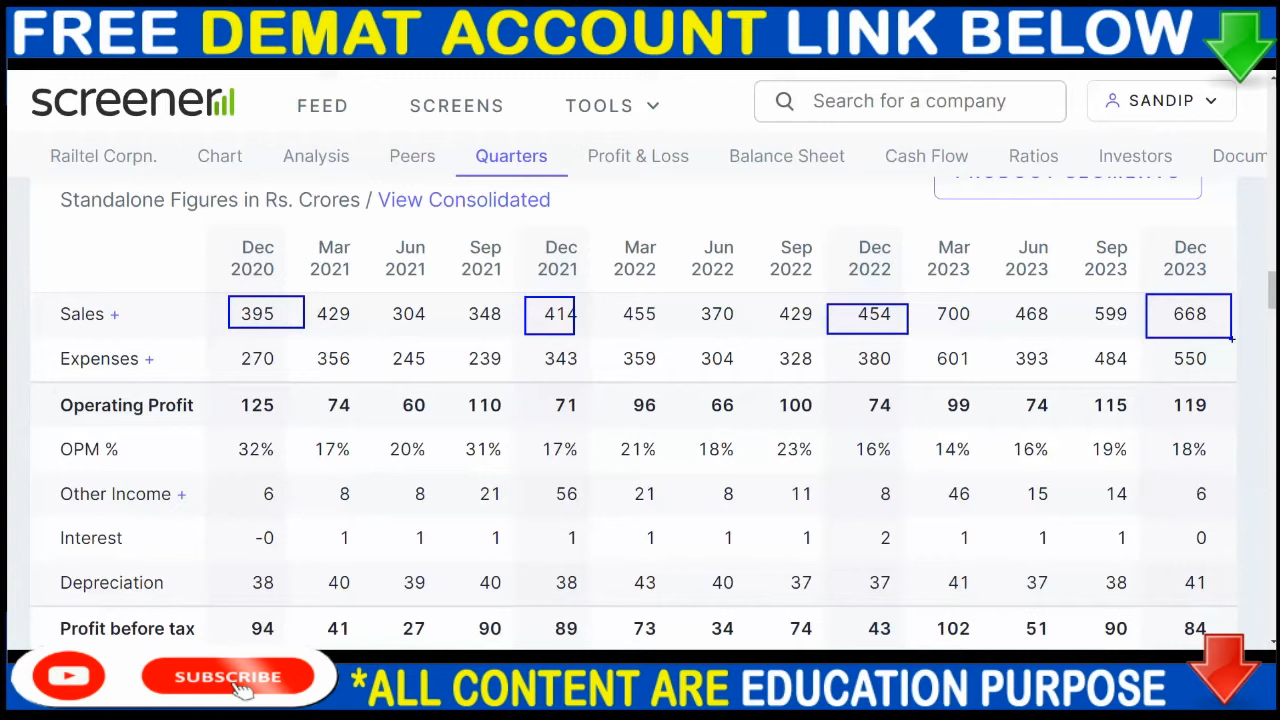 FREE DEMAT ACCOUNT LINK BELOW
screener FEED SCREENS TOOLS Search for a company SANDIP
Railtel Corpn. Chart Analysis Peers Quarters Profit & Loss Balance Sheet Cash Flow Ratios Investors Docum
PRODUCT SEGMENTS
Standalone Figures in Rs. Crores / View Consolidated
Dec Mar Jun Sep Dec Mar Jun Sep Dec Mar Jun Sep Dec
2020 2021 2021 2021 2021 2022 2022 2022 2022 2023 2023 2023 2023
Sales + 395 429 304 348 414 455 370 429 454 700 468 599 668
Expenses + 270 356 245 239 343 359 304 328 380 601 393 484 550
Operating Profit 125 74 60 110 71 96 66 100 74 99 74 115 119
OPM % 32% 17% 20% 31% 17% 21% 18% 23% 16% 14% 16% 19% 18%
Other Income + 6 8 8 21 56 21 8 11 8 46 15 14 6
Interest -0 1 1 1 1 1 1 1 2 1 1 1 0
Depreciation 38 40 39 40 38 43 40 37 37 41 37 38 41
Profit before tax 94 41 27 90 89 73 34 74 43 102 51 90 84
SUBSCRIBE
*ALL CONTENT ARE EDUCATION PURPOSE